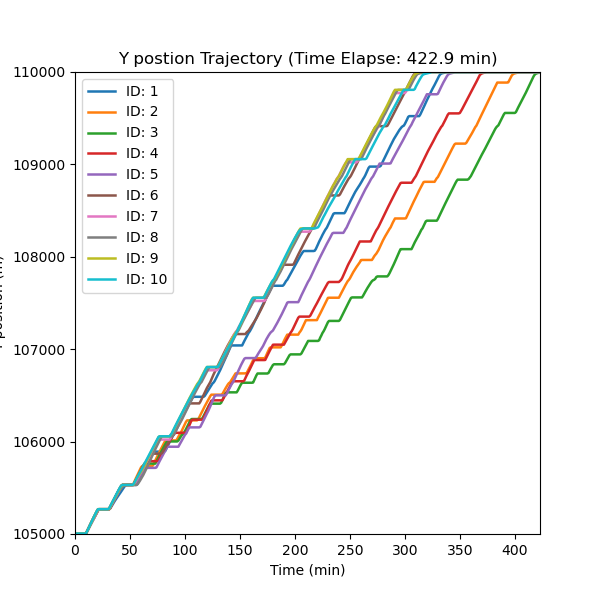 Y postion Trajectory (Time Elapse: 422.9 min)
110000
109000
108000
107000
106000
105000
ID: 1
ID: 2
ID: 3
ID: 4
ID: 5
ID: 6
ID: 7
ID: 8
ID: 9
ID: 10
0 50 100 150 200 250 300 350 400
Time (min)